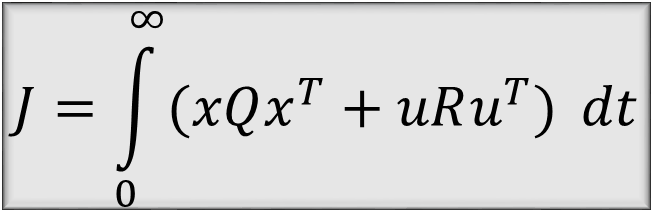 J = ∫₀^∞ (xQx^T + uRu^T) dt